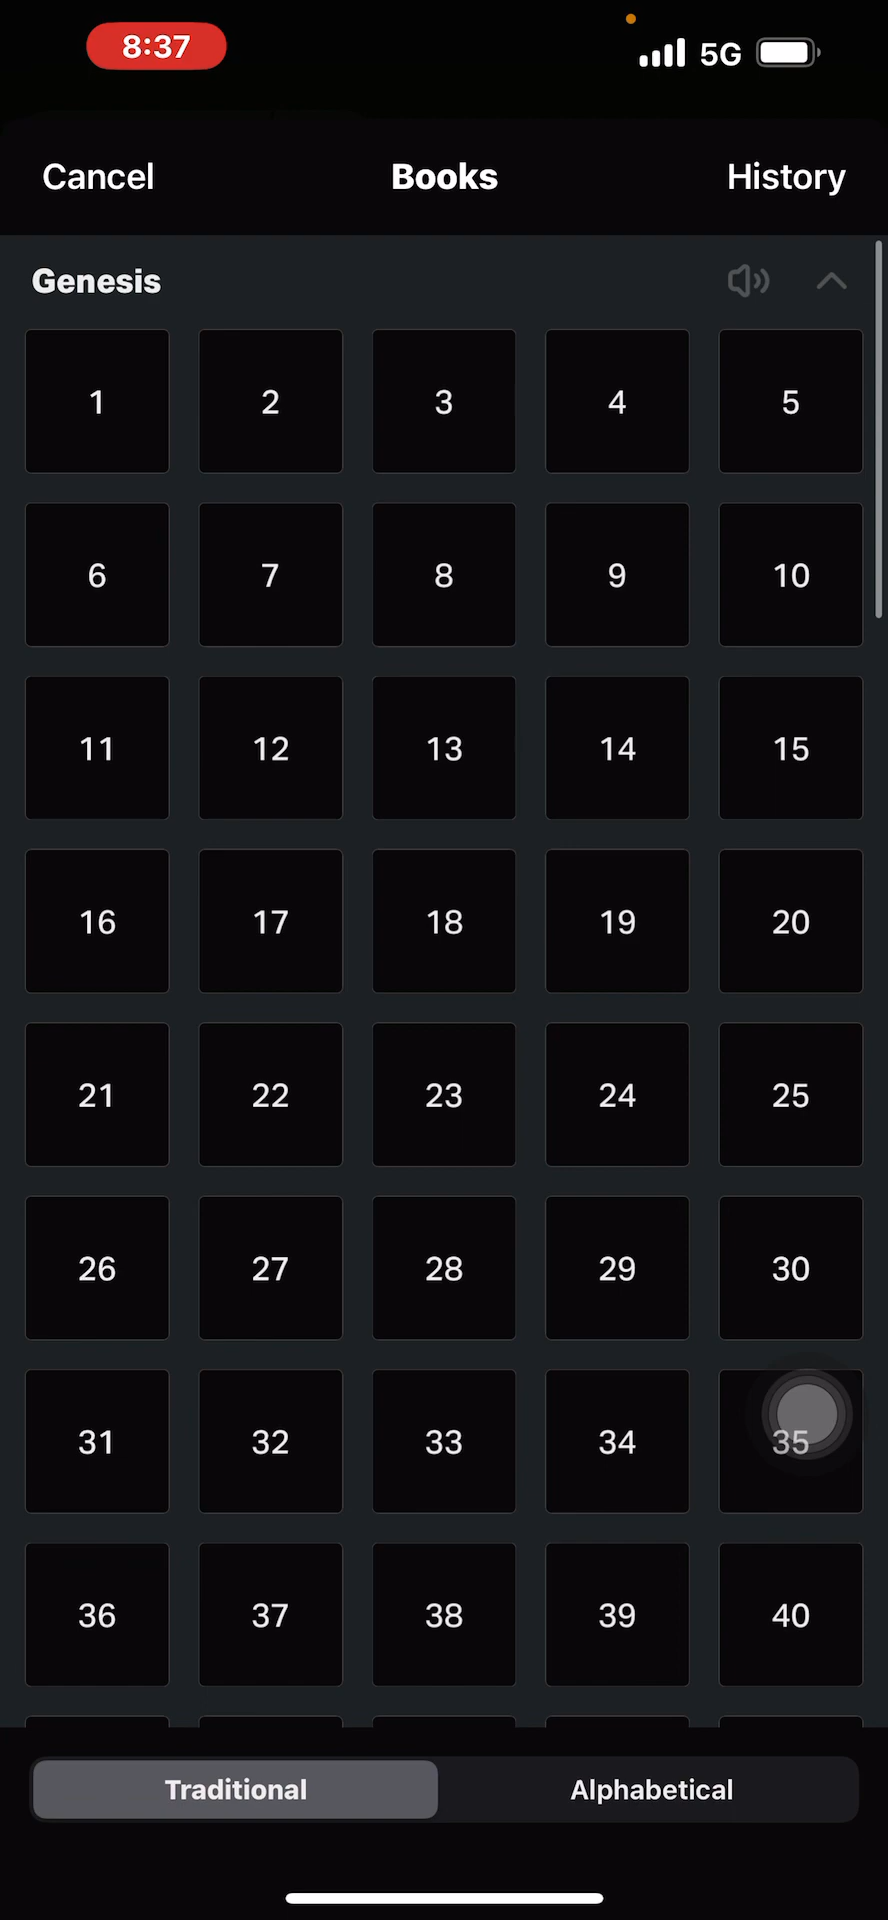 8:37 5G
Cancel Books History
Genesis
1 2 3 4 5
6 7 8 9 10
11 12 13 14 15
16 17 18 19 20
21 22 23 24 25
26 27 28 29 30
31 32 33 34 35
36 37 38 39 40
Traditional Alphabetical